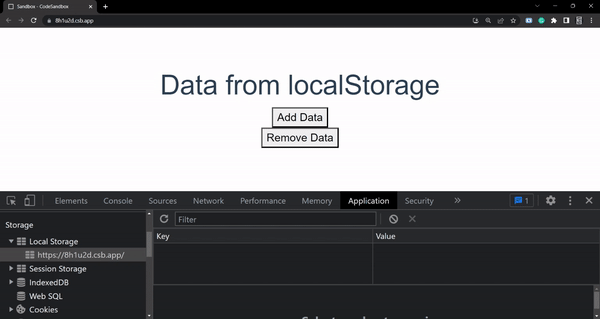 Sandbox - CodeSandbox
8h1u2d.csb.app
Data from localStorage
Add Data
Remove Data
Elements Console Sources Network Performance Memory Application Security
1
Storage
Filter
Key Value
Local Storage
https://8h1u2d.csb.app/
Session Storage
IndexedDB
Web SQL
Cookies